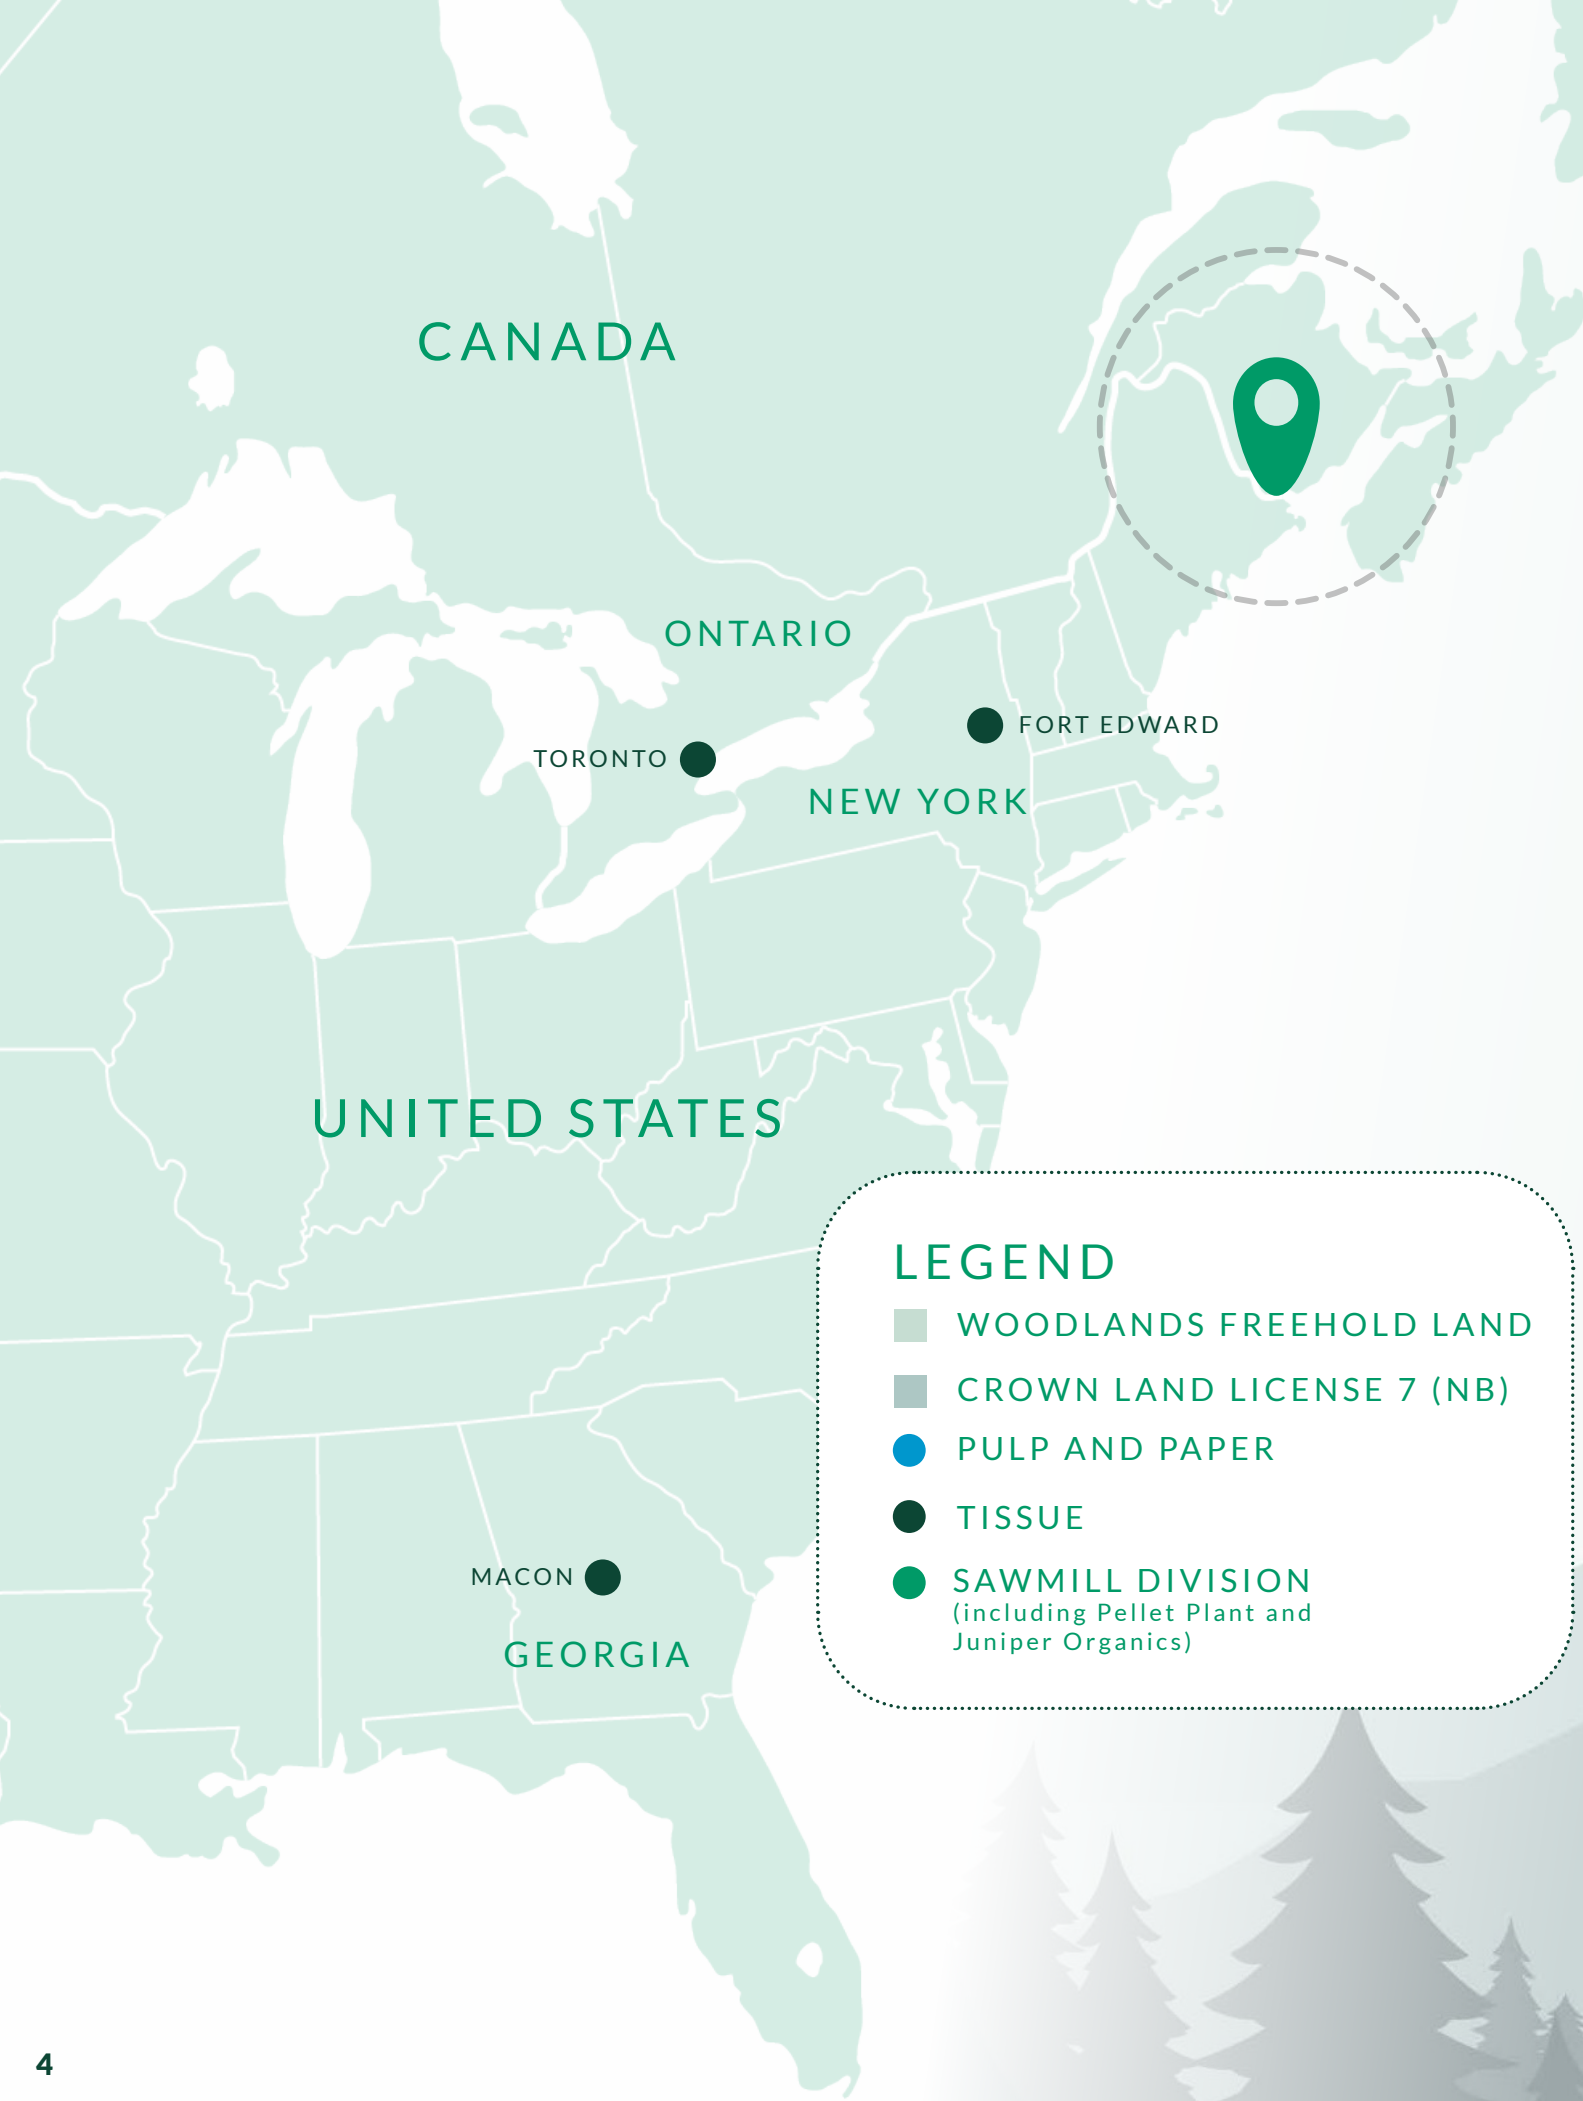 CANADA
ONTARIO
FORT EDWARD
TORONTO
NEW YORK
UNITED STATES
LEGEND
WOODLANDS FREEHOLD LAND
CROWN LAND LICENSE 7 (NB)
PULP AND PAPER
TISSUE
SAWMILL DIVISION
(including Pellet Plant and
Juniper Organics)
MACON
GEORGIA
4